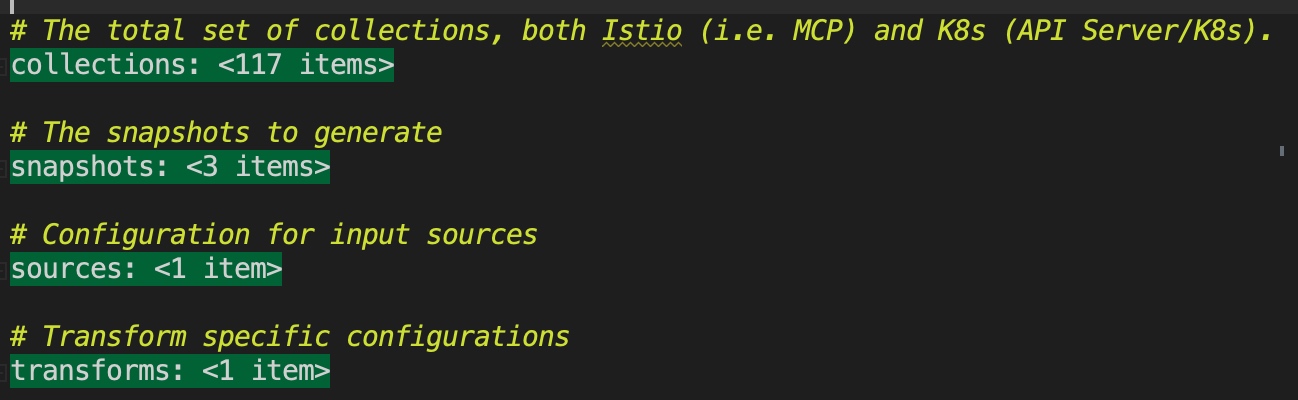 # The total set of collections, both Istio (i.e. MCP) and K8s (API Server/K8s).
collections: <117 items>
# The snapshots to generate
snapshots: <3 items>
# Configuration for input sources
sources: <1 item>
# Transform specific configurations
transforms: <1 item>